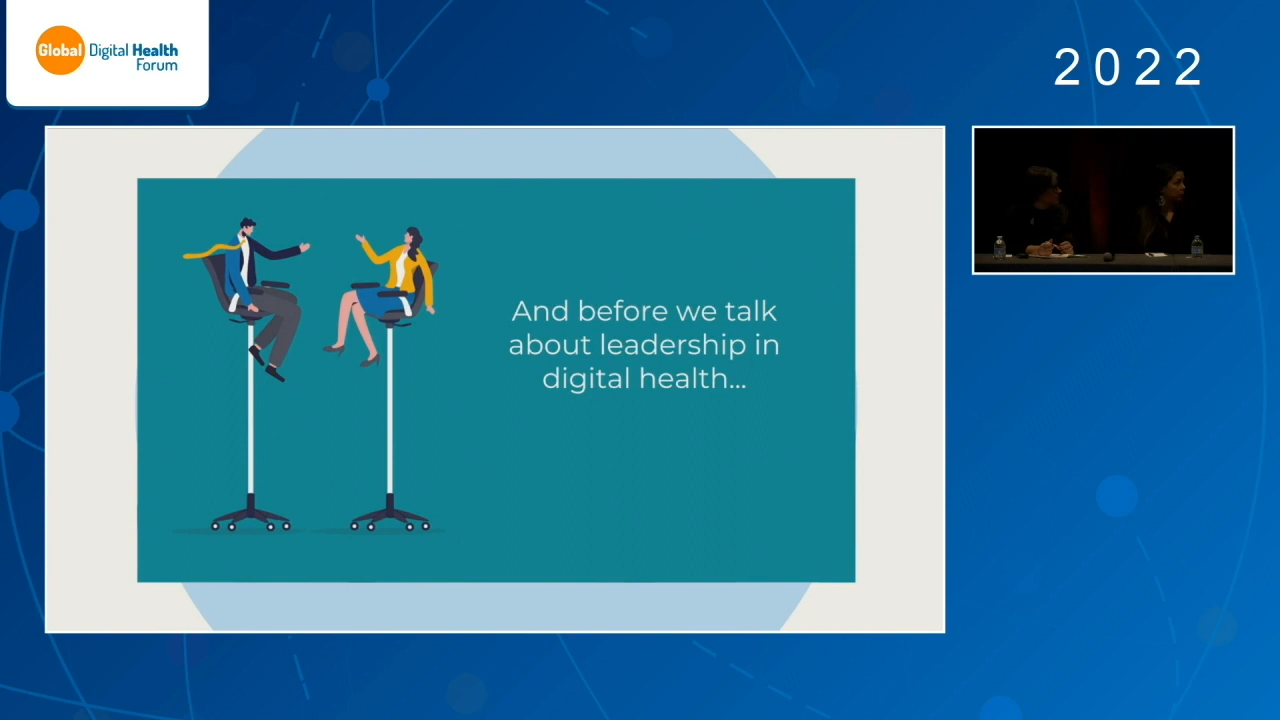 Global Digital Health
Forum
2022
And before we talk
about leadership in
digital health...